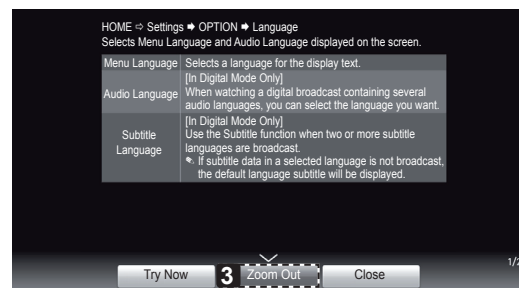 HOME ⇨ Settings ➡ OPTION ➡ Language
Selects Menu Language and Audio Language displayed on the screen.
Menu Language Selects a language for the display text.
Audio Language [In Digital Mode Only]
When watching a digital broadcast containing several
audio languages, you can select the language you want.
Subtitle Language [In Digital Mode Only]
Use the Subtitle function when two or more subtitle
languages are broadcast.
✎ If subtitle data in a selected language is not broadcast,
the default language subtitle will be displayed.
1/2
Try Now 3 Zoom Out Close